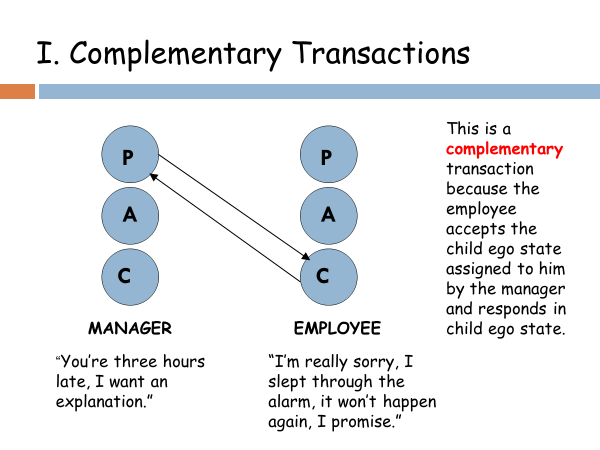 I. Complementary Transactions
P
A
C
MANAGER
“You’re three hours
late, I want an
explanation.”
P
A
C
EMPLOYEE
“I’m really sorry, I
slept through the
alarm, it won’t happen
again, I promise.”
This is a
complementary
transaction
because the
employee
accepts the
child ego state
assigned to him
by the manager
and responds in
child ego state.